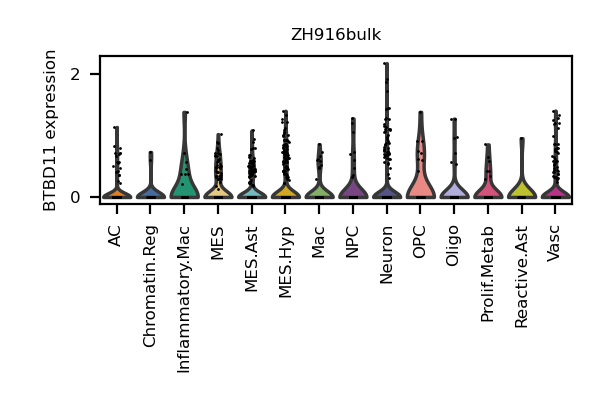 ZH916bulk
BTBD11 expression
2
0
AC
Chromatin.Reg
Inflammatory.Mac
MES
MES.Ast
MES.Hyp
Mac
NPC
Neuron
OPC
Oligo
Prolif.Metab
Reactive.Ast
Vasc